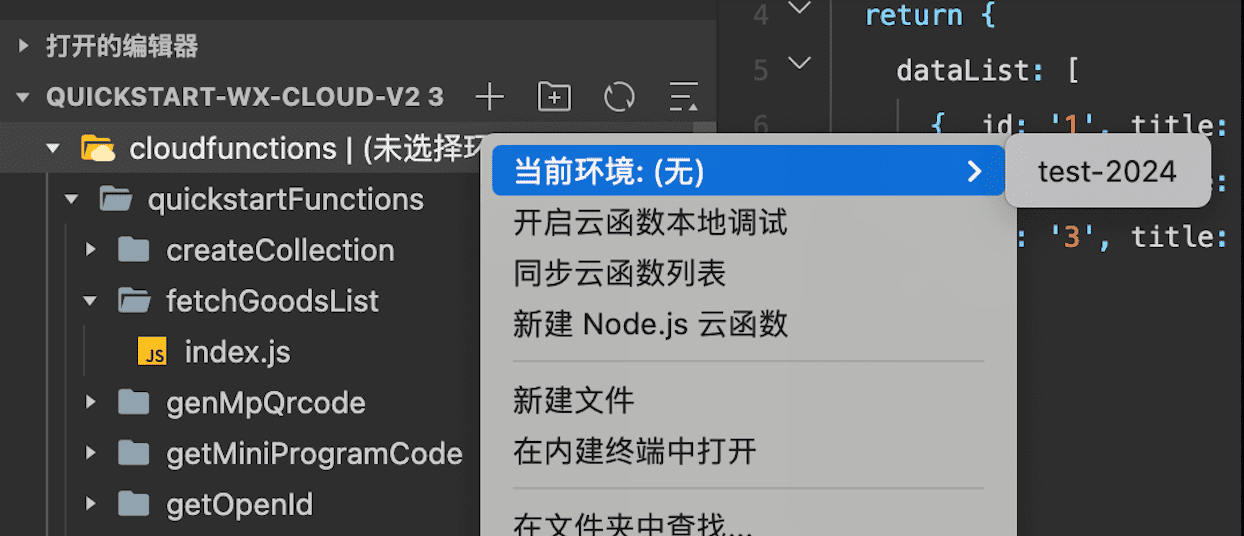 打开的编辑器
QUICKSTART-WX-CLOUD-V2 3
cloudfunctions | (未选择环
quickstartFunctions
createCollection
fetchGoodsList
JS index.js
genMpQrcode
getMiniProgramCode
getOpenId
当前环境: (无)
test-2024
开启云函数本地调试
同步云函数列表
新建 Node.js 云函数
新建文件
在内建终端中打开
在文件夹中查找...
4 return {
5 dataList: [
6 { id: '1', title:
:
: '3', title: